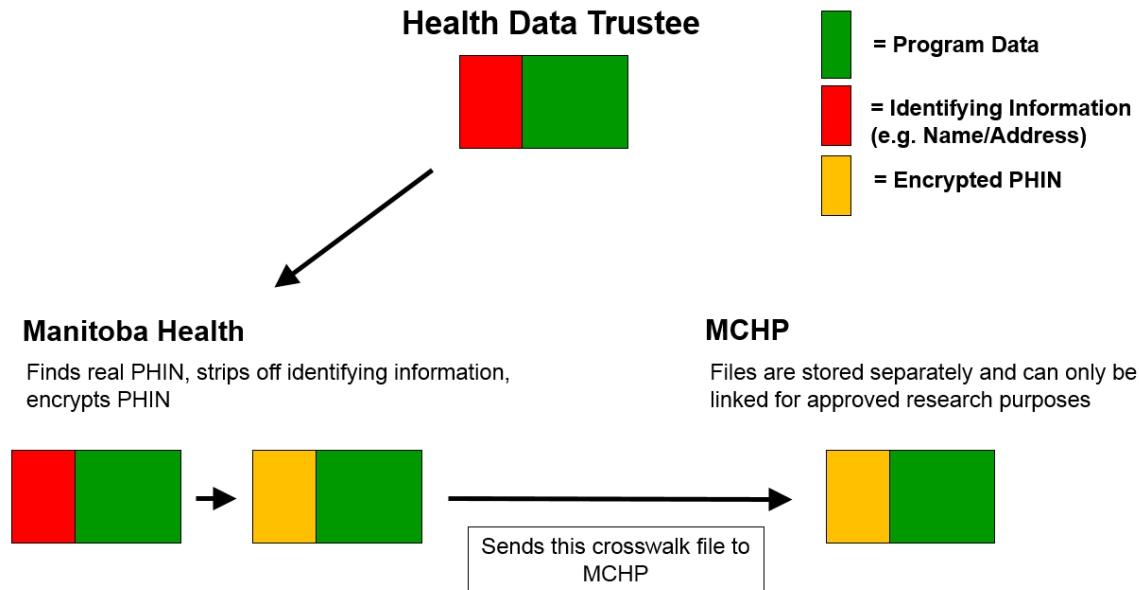 Health Data Trustee
= Program Data
= Identifying Information
(e.g. Name/Address)
= Encrypted PHIN
Manitoba Health
Finds real PHIN, strips off identifying information,
encrypts PHIN
MCHP
Files are stored separately and can only be
linked for approved research purposes
Sends this crosswalk file to
MCHP